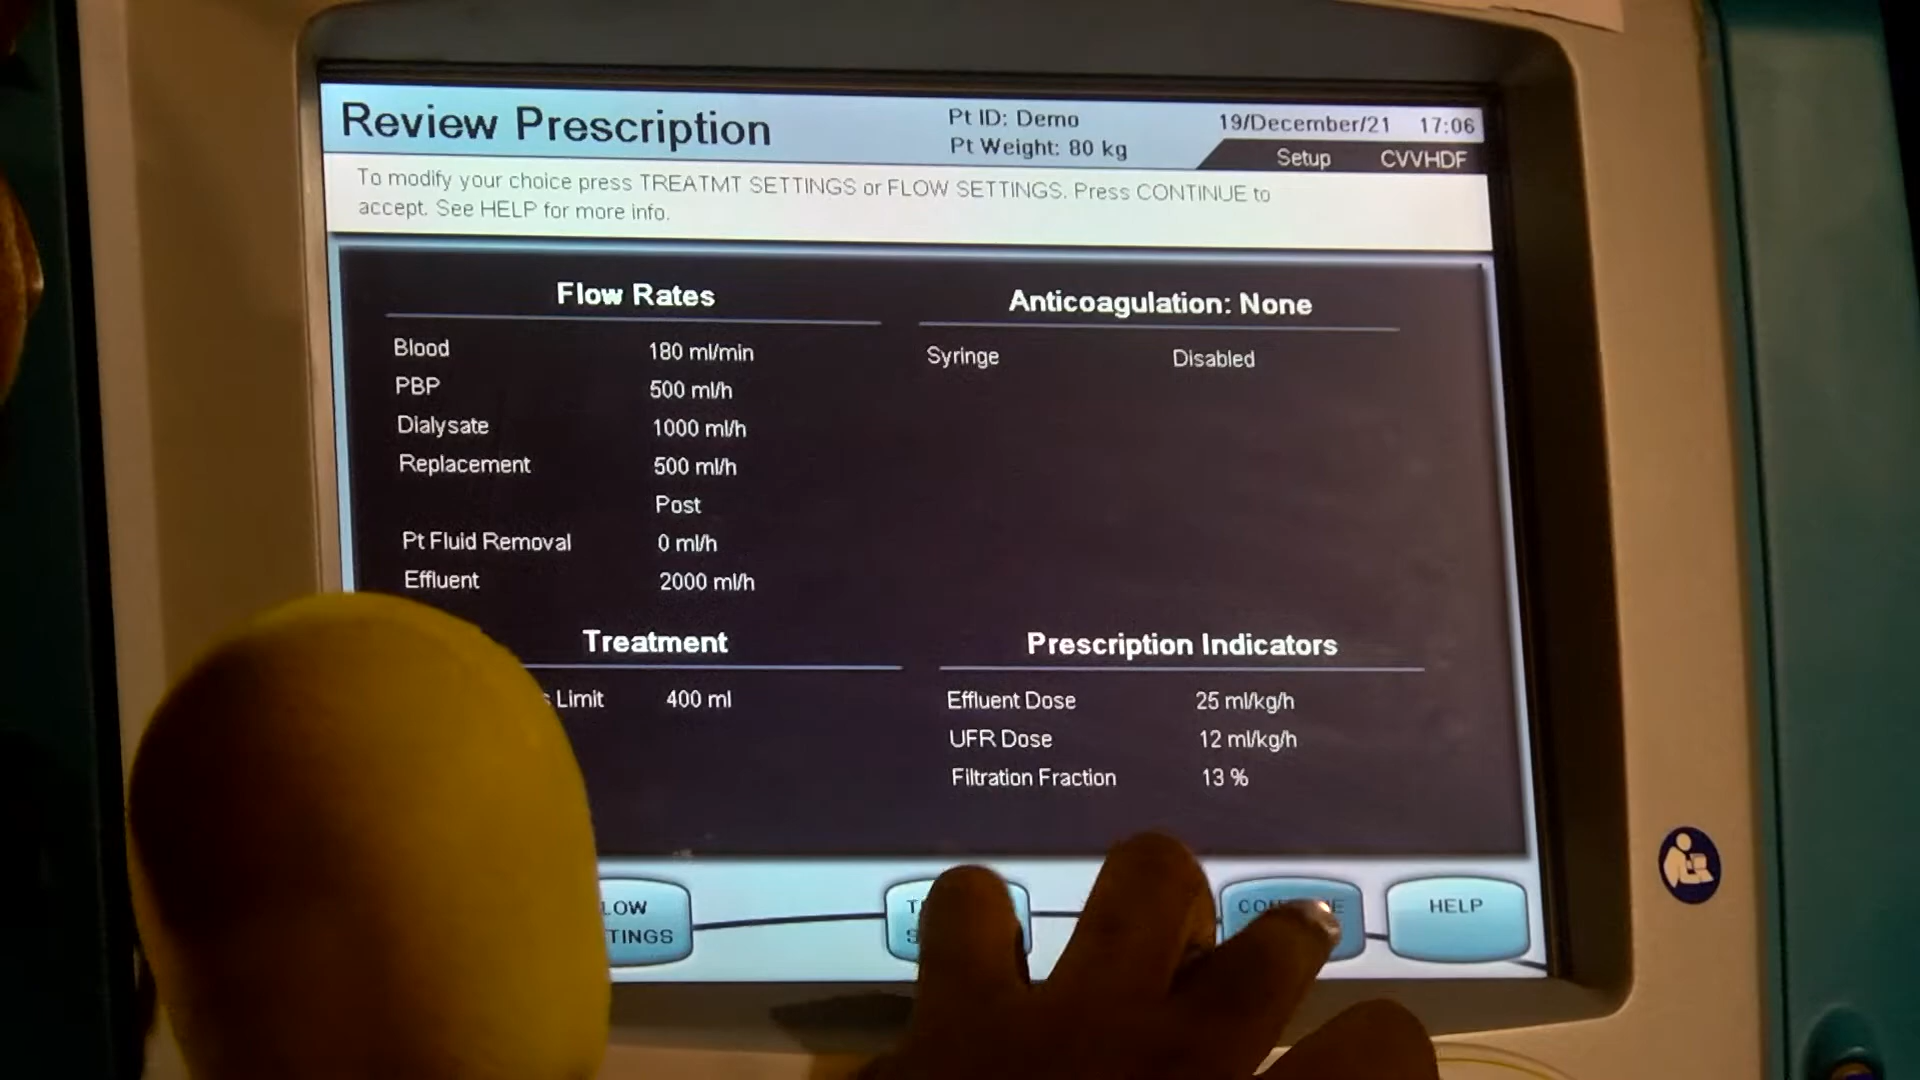 Review Prescription
Pt ID: Demo
Pt Weight: 80 kg
19/December/21 17:06
Setup CVVHDF
To modify your choice press TREATMT SETTINGS or FLOW SETTINGS. Press CONTINUE to
accept. See HELP for more info.
Flow Rates
Blood 180 ml/min
PBP 500 ml/h
Dialysate 1000 ml/h
Replacement 500 ml/h
Post
Pt Fluid Removal 0 ml/h
Effluent 2000 ml/h
Anticoagulation: None
Syringe Disabled
Treatment
Limit 400 ml
Prescription Indicators
Effluent Dose 25 ml/kg/h
UFR Dose 12 ml/kg/h
Filtration Fraction 13 %
HELP